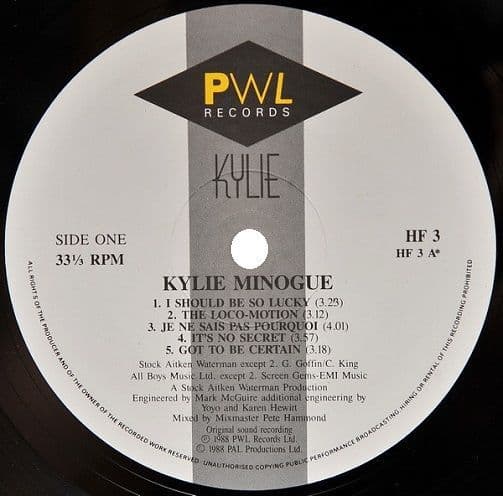 PWL
RECORDS
KYLIE
SIDE ONE
33⅓ RPM
HF 3
HF 3 A*
KYLIE MINOGUE
1. I SHOULD BE SO LUCKY (3.23)
2. THE LOCO-MOTION (3.12)
3. JE NE SAIS PAS POURQUOI (4.01)
4. IT'S NO SECRET (3.57)
5. GOT TO BE CERTAIN (3.18)
Stock Aitken Waterman except 2. G. Goffin/C. King
All Boys Music Ltd., except 2. Screen Gems-EMI Music
A Stock Aitken Waterman Production
Engineered by Mark McGuire additional engineering by
Yoyo and Karen Hewitt
Mixed by Mixmaster Pete Hammond
Original sound recording
℗ 1988 PWL Records Ltd.
© 1988 PAL Productions Ltd.
ALL RIGHTS OF THE PRODUCER AND OF THE OWNER OF THE RECORDED WORK RESERVED · UNAUTHORISED COPYING PUBLIC PERFORMANCE BROADCASTING, HIRING OR RENTAL OF THIS RECORDING PROHIBITED